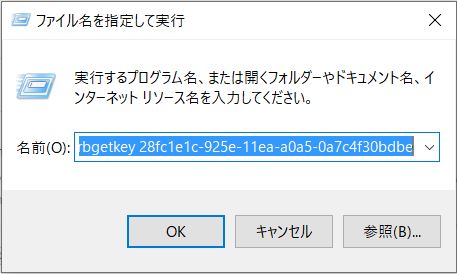 ファイル名を指定して実行
実行するプログラム名、または開くフォルダーやドキュメント名、イ
ンターネット リソース名を入力してください。
名前(O): rbgetkey 28fc1e1c-925e-11ea-a0a5-0a7c4f30bdbe
OK キャンセル 参照(B)...